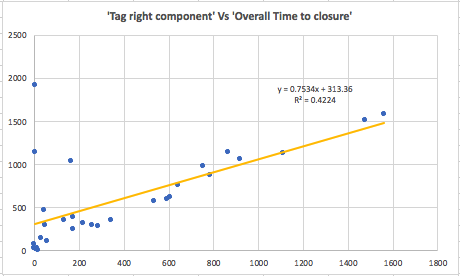 'Tag right component' Vs 'Overall Time to closure'
2500
2000
y = 0.7534x + 313.36
R² = 0.4224
1500
1000
500
0
0 200 400 600 800 1000 1200 1400 1600 1800